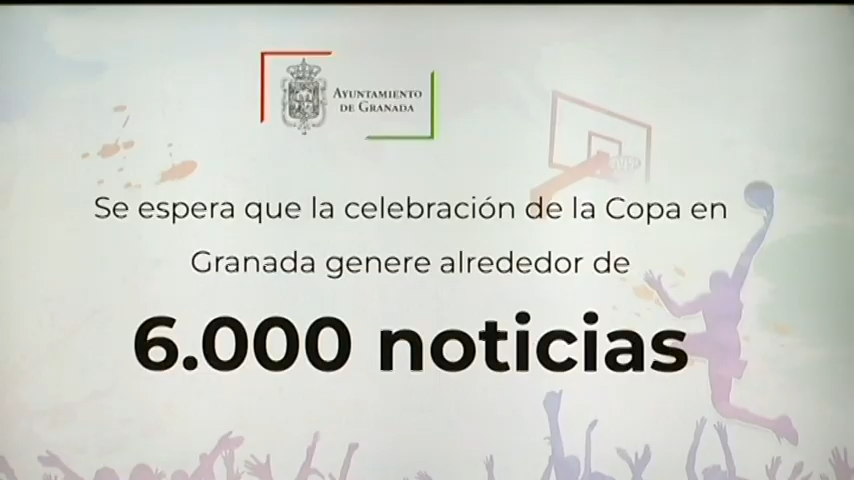 AYUNTAMIENTO
DE GRANADA
Se espera que la celebración de la Copa en
Granada genere alrededor de
6.000 noticias